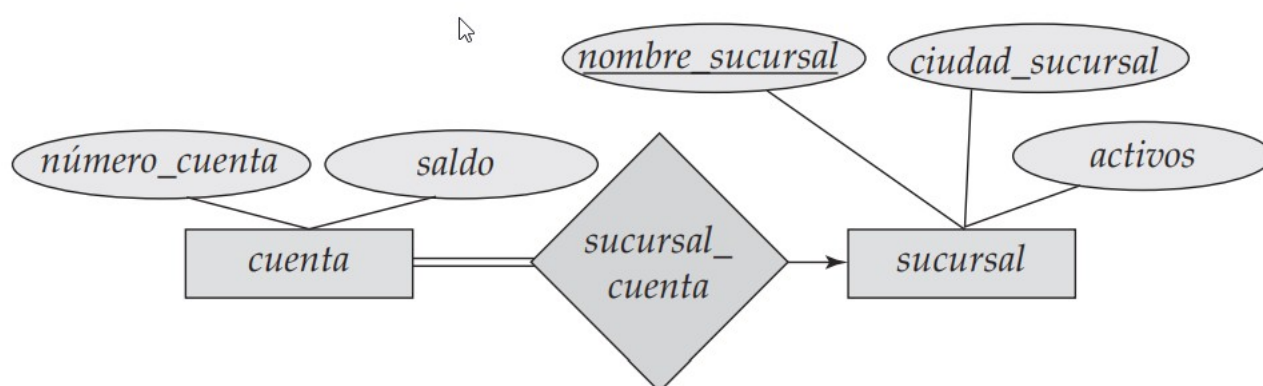 nombre_sucursal
ciudad_sucursal
número_cuenta
saldo
activos
cuenta
sucursal_
cuenta
sucursal